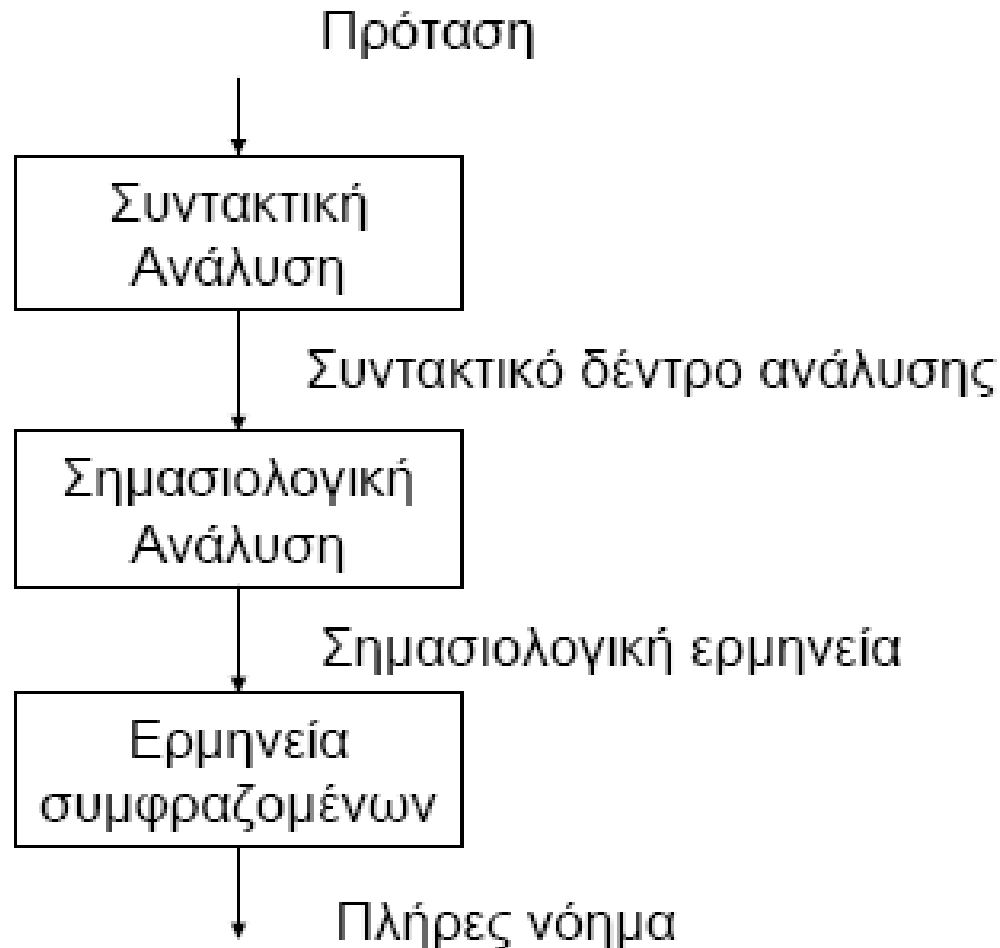 Πρόταση
Συντακτική
Ανάλυση
Συντακτικό δέντρο ανάλυσης
Σημασιολογική
Ανάλυση
Σημασιολογική ερμηνεία
Ερμηνεία
συμφραζομένων
Πλήρες νόημα